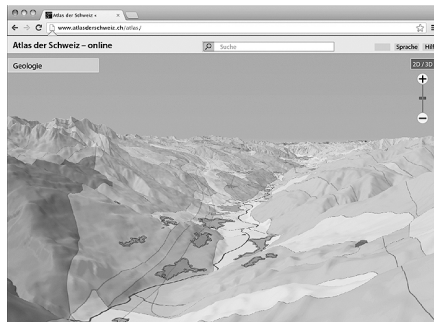 Atlas der Schweiz •
www.atlasderschweiz.ch/atlas/
Atlas der Schweiz – online
Suche
Sprache
Hilf
Geologie
2D / 3D